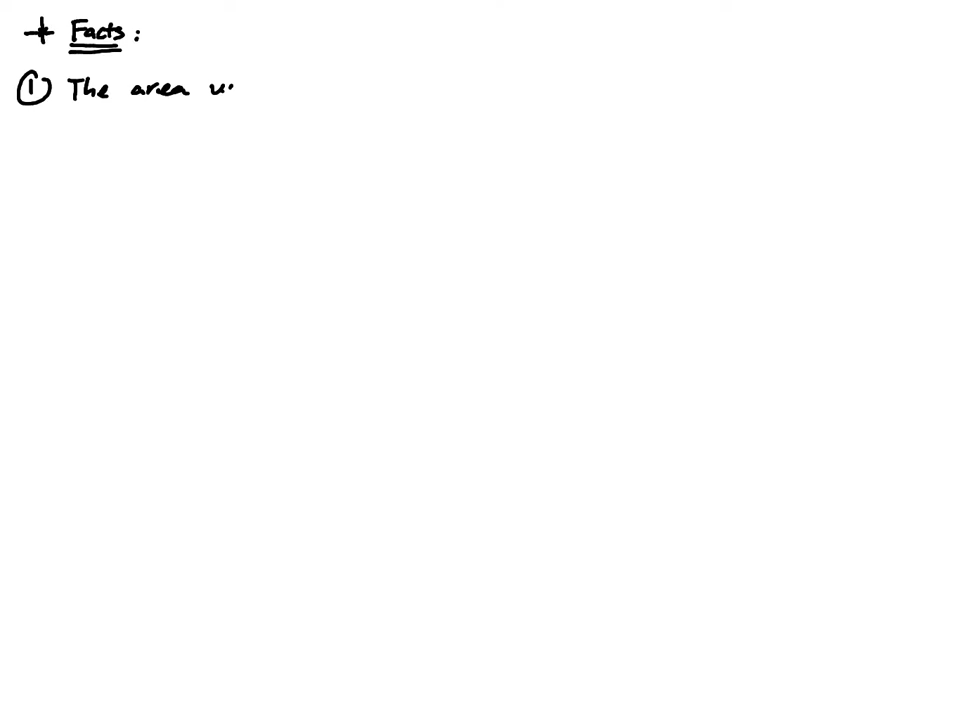 * Facts:
① The area